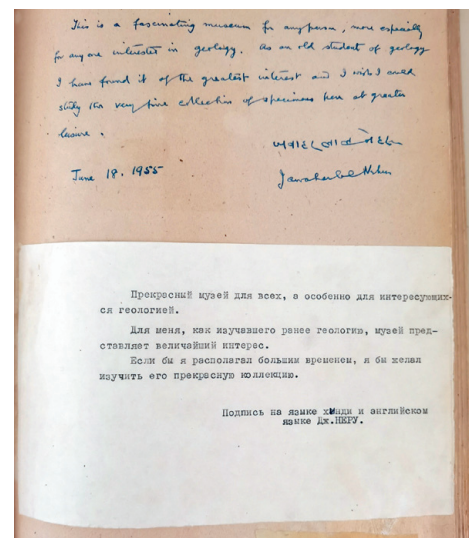 This is a fascinating museum for any person, more especially
for anyone interested in geology. As an old student of geology
I have found it of the greatest interest and I wish I could
study the very fine collection of specimens here at greater
leisure.
जवाहरलाल नेहरू
June 18. 1955
Jawaharlal Nehru
Прекрасный музей для всех, а особенно для интересующих-
ся геологией.
Для меня, как изучавшего ранее геологию, музей пред-
ставляет величайший интерес.
Если бы я располагал большим временем, я бы желал
изучить его прекрасную коллекцию.
Подпись на языке хинди и английском
языке Дж.НЕРУ.